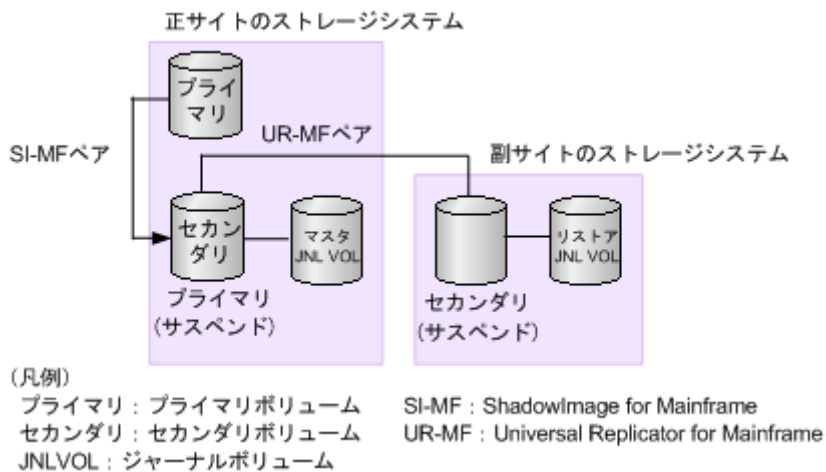 正サイトのストレージシステム
プライ
マリ
SI-MFペア
UR-MFペア
副サイトのストレージシステム
セカン
ダリ
マスタ
JNL VOL
リストア
JNL VOL
プライマリ
(サスペンド)
セカンダリ
(サスペンド)
(凡例)
プライマリ：プライマリボリューム
セカンダリ：セカンダリボリューム
JNLVOL：ジャーナルボリューム
SI-MF：ShadowImage for Mainframe
UR-MF：Universal Replicator for Mainframe